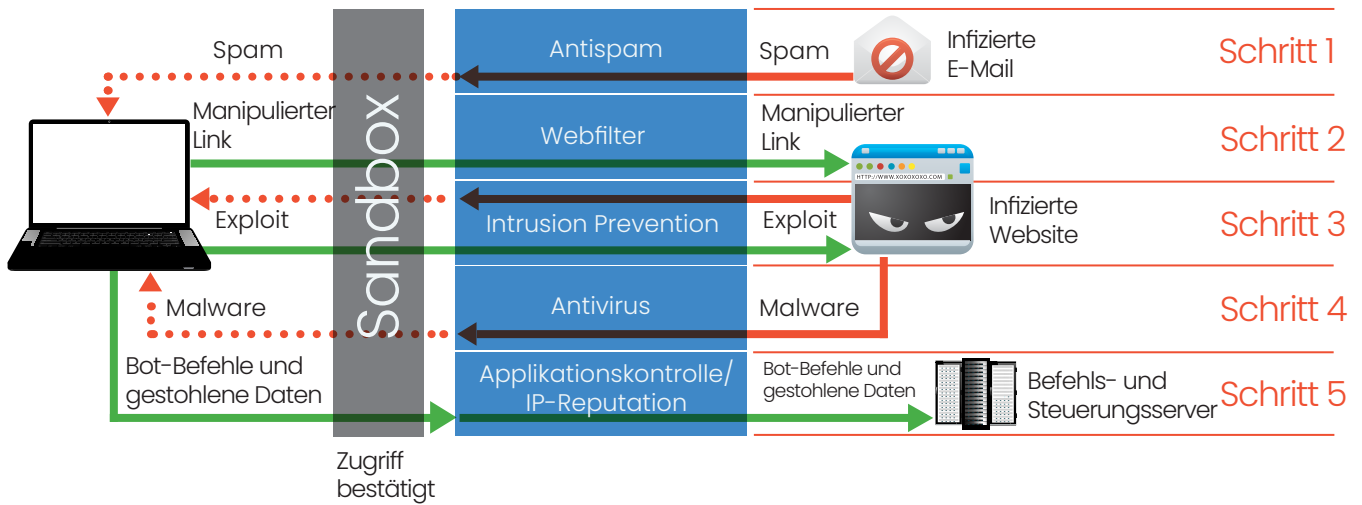 Spam
Antispam
Spam
Infizierte
E-Mail
Schritt 1
Manipulierter
Link
Sandbox
Webfilter
Manipulierter
Link
Schritt 2
HTTP://WWW.XOXOXOXO.COM
Exploit
Intrusion Prevention
Exploit
Infizierte
Website
Schritt 3
Malware
Antivirus
Malware
Schritt 4
Bot-Befehle und
gestohlene Daten
Applikationskontrolle/
IP-Reputation
Bot-Befehle und
gestohlene Daten
Befehls- und
Steuerungsserver
Schritt 5
Zugriff
bestätigt